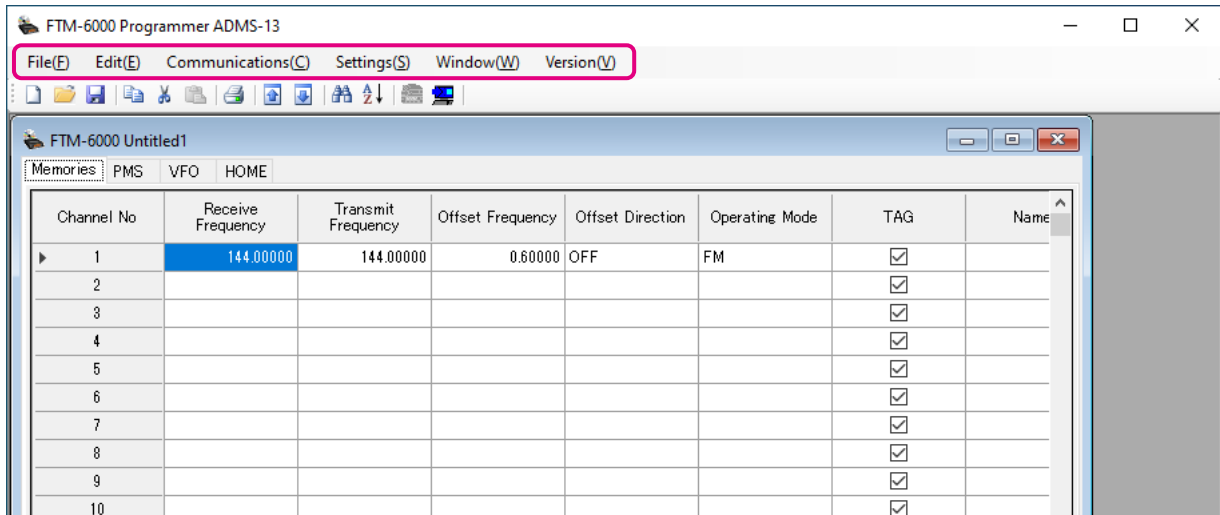 FTM-6000 Programmer ADMS-13
File(F) Edit(E) Communications(C) Settings(S) Window(W) Version(V)
FTM-6000 Untitled1
Memories PMS VFO HOME
Channel No Receive Frequency Transmit Frequency Offset Frequency Offset Direction Operating Mode TAG Name
1 144.00000 144.00000 0.60000 OFF FM
2
3
4
5
6
7
8
9
10